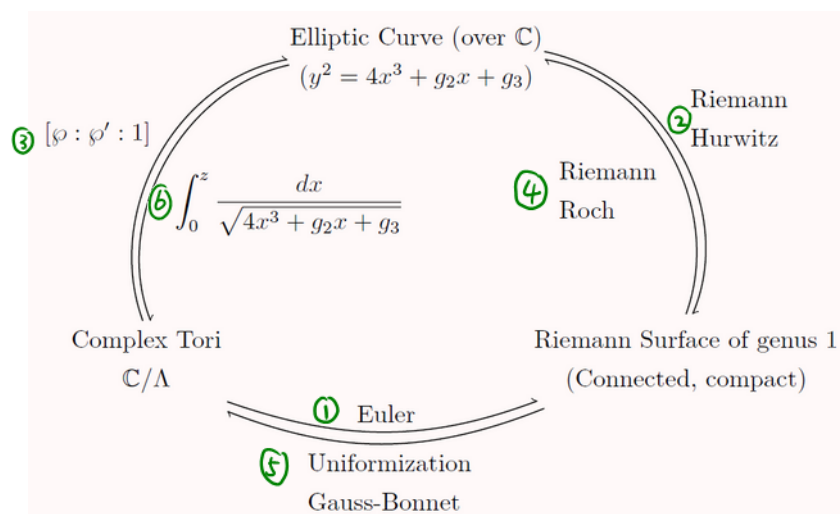 Elliptic Curve (over ℂ)
(y² = 4x³ + g₂x + g₃)
② Riemann
Hurwitz
③ [℘ : ℘′ : 1]
⑥ ∫₀ᶻ dx / √(4x³ + g₂x + g₃)
④ Riemann
Roch
Complex Tori
ℂ/Λ
Riemann Surface of genus 1
(Connected, compact)
① Euler
⑤ Uniformization
Gauss-Bonnet